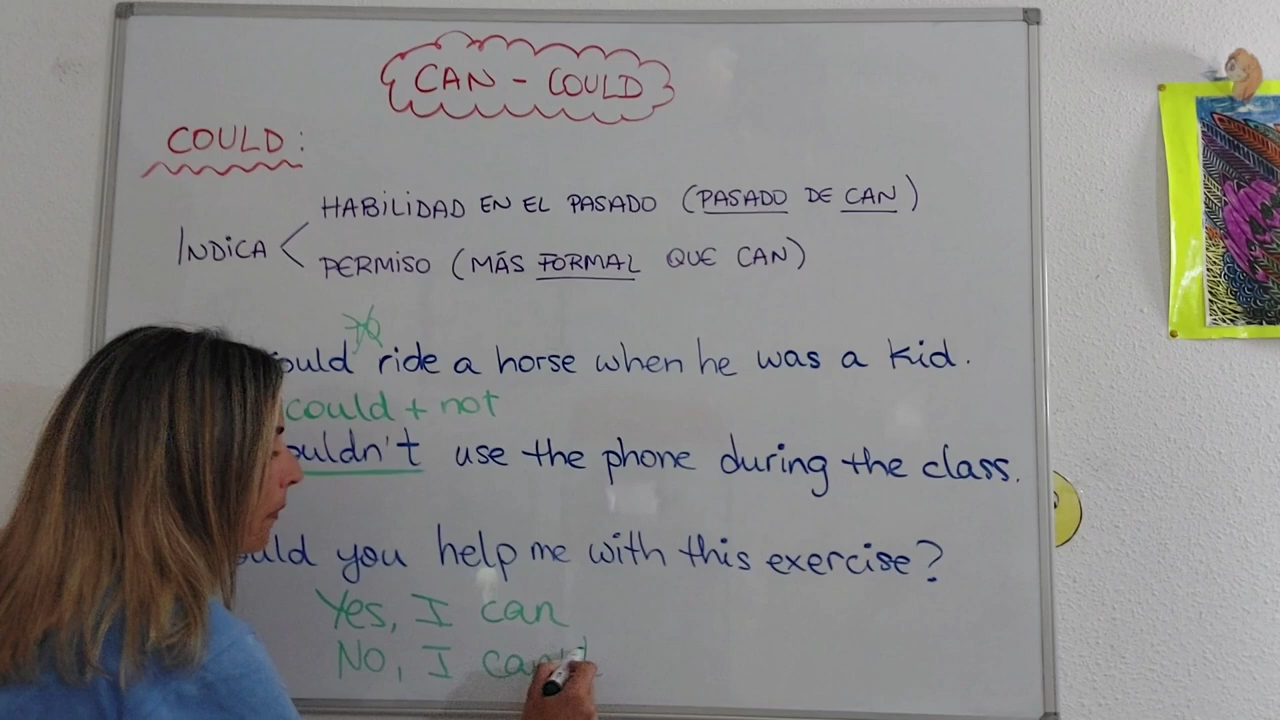 CAN - COULD
COULD:
HABILIDAD EN EL PASADO (PASADO DE CAN)
INDICA <
PERMISO (MÁS FORMAL QUE CAN)
ride a horse when he was a kid.
could + not
use the phone during the class.
you help me with this exercise?
Yes, I can
No, I